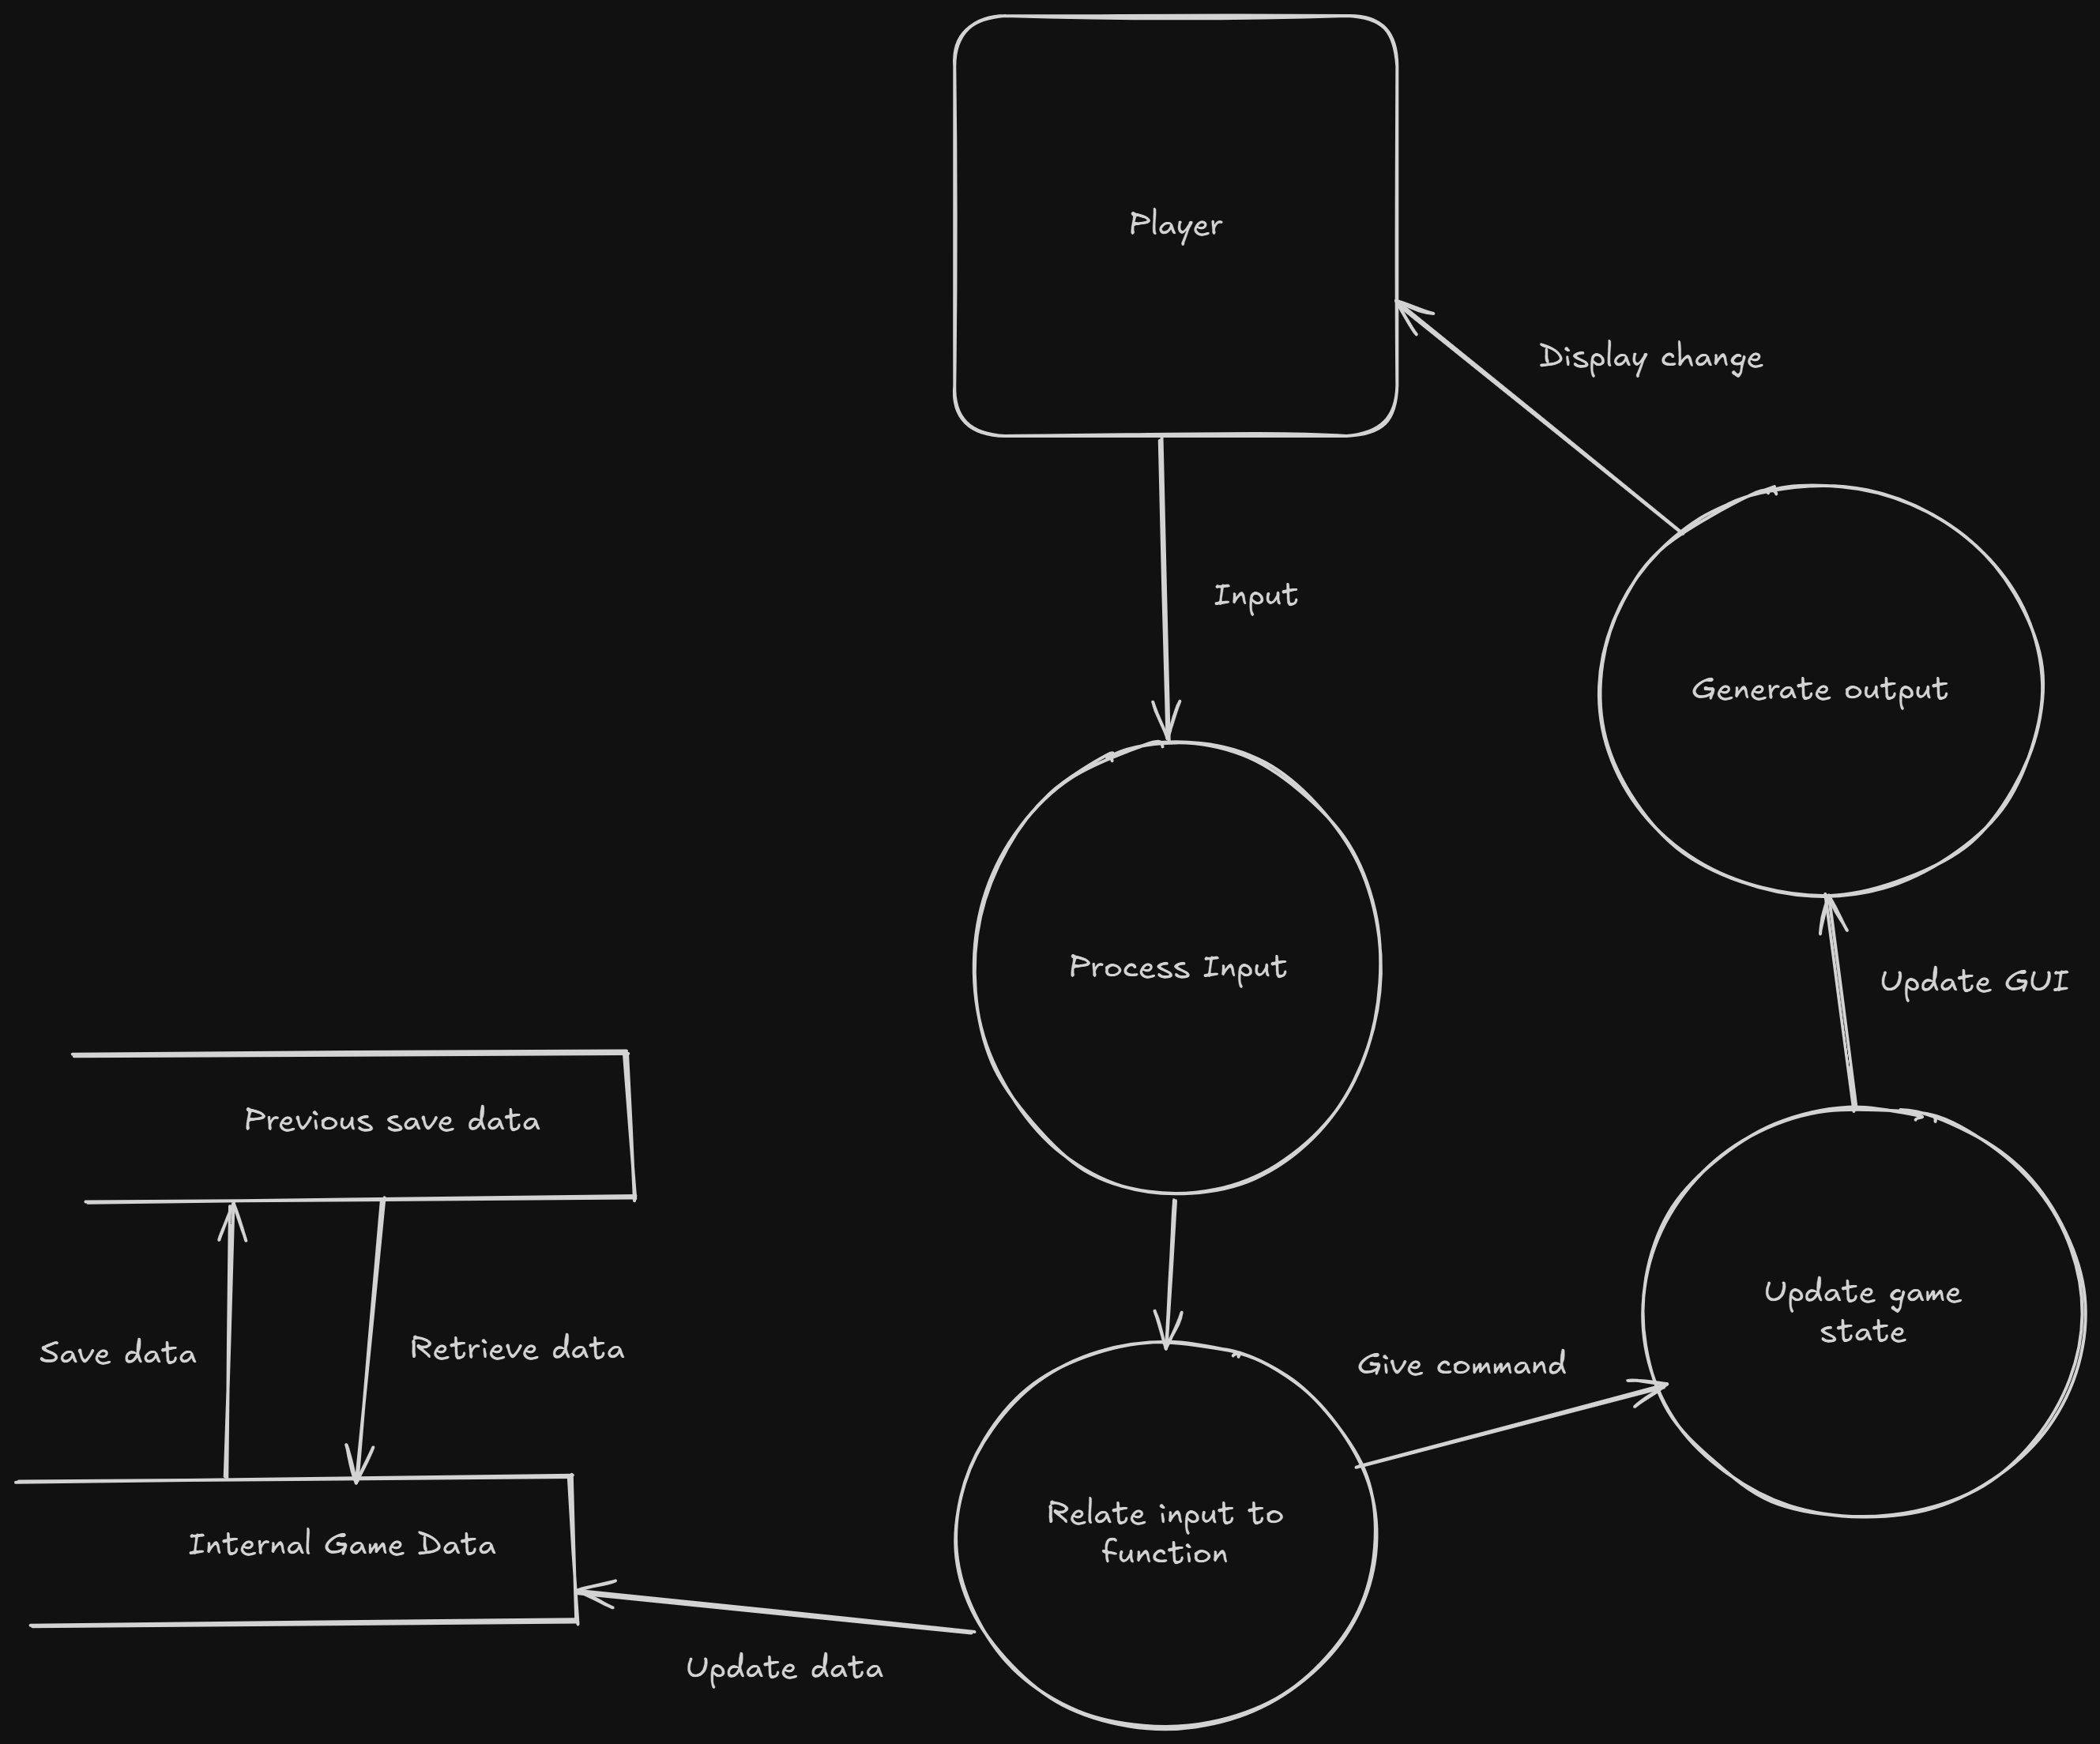 Player
Display change
Input
Generate output
Process Input
Update GUI
Previous save data
Update game
state
Save data
Retrieve data
Give command
Relate input to
function
Internal Game Data
Update data